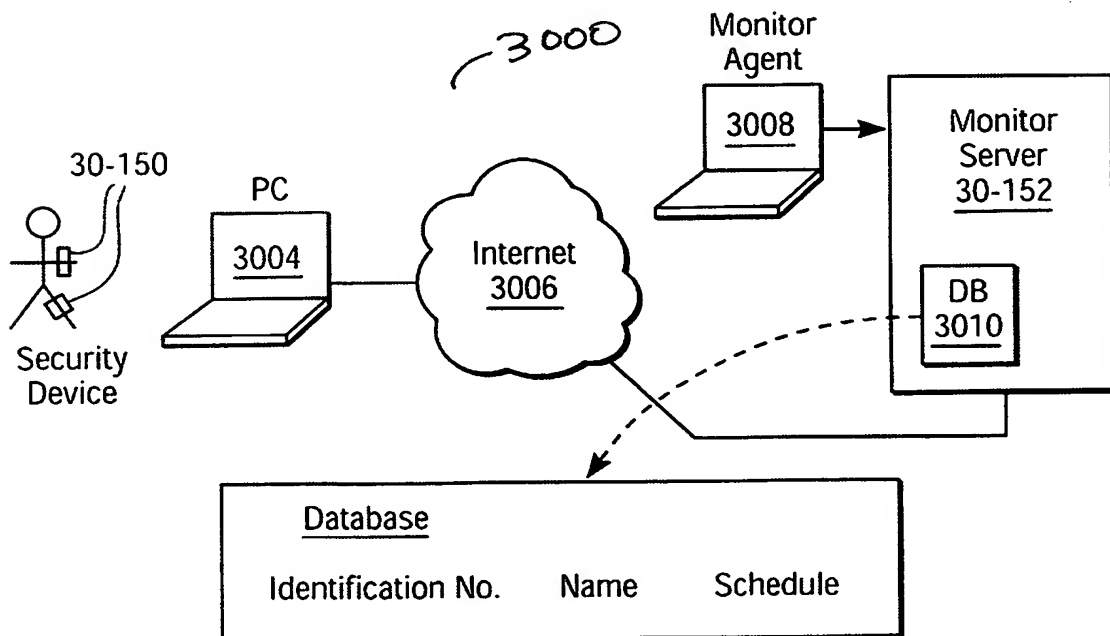 3000
Monitor
Agent
3008
Monitor
Server
30-152
30-150
PC
3004
Internet
3006
DB
3010
Security
Device
Database
Identification No. Name Schedule